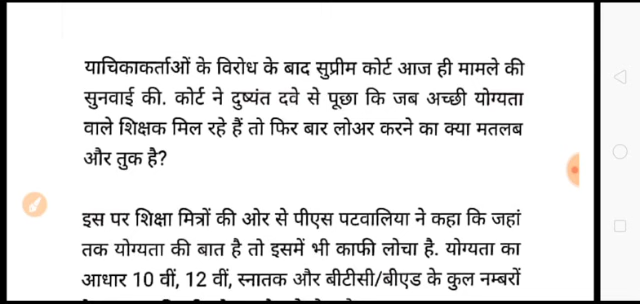 याचिकाकर्ताओं के विरोध के बाद सुप्रीम कोर्ट आज ही मामले की
सुनवाई की. कोर्ट ने दुष्यंत दवे से पूछा कि जब अच्छी योग्यता
वाले शिक्षक मिल रहे हैं तो फिर बार लोअर करने का क्या मतलब
और तुक है?
इस पर शिक्षा मित्रों की ओर से पीएस पटवालिया ने कहा कि जहां
तक योग्यता की बात है तो इसमें भी काफी लोचा है. योग्यता का
आधार 10 वीं, 12 वीं, स्नातक और बीटीसी/बीएड के कुल नम्बरों